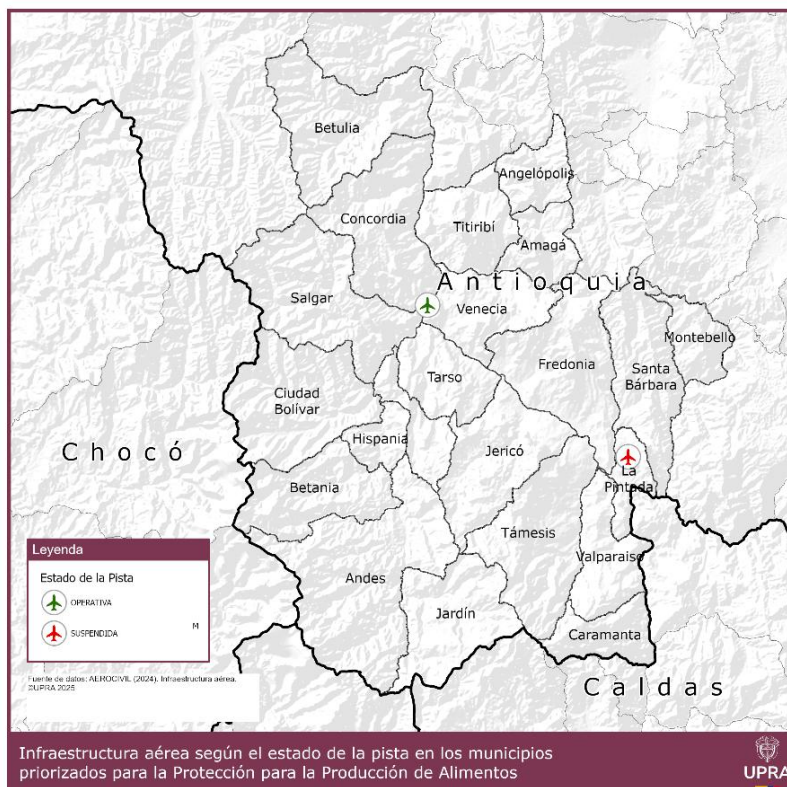 Betulia
Angelópolis
Concordia
Titiribí
Amagá
Antioquia
Salgar
Venecia
Montebello
Fredonia
Santa
Bárbara
Tarso
Ciudad
Bolívar
Hispania
Chocó
Jericó
La
Pintada
Betania
Támesis
Valparaiso
Andes
Jardín
Caramanta
Caldas
Leyenda
Estado de la Pista
OPERATIVA
SUSPENDIDA
M
Fuente de datos: AEROCIVIL (2024). Infraestructura aérea.
©UPRA 2025
Infraestructura aérea según el estado de la pista en los municipios
priorizados para la Protección para la Producción de Alimentos
UPRA